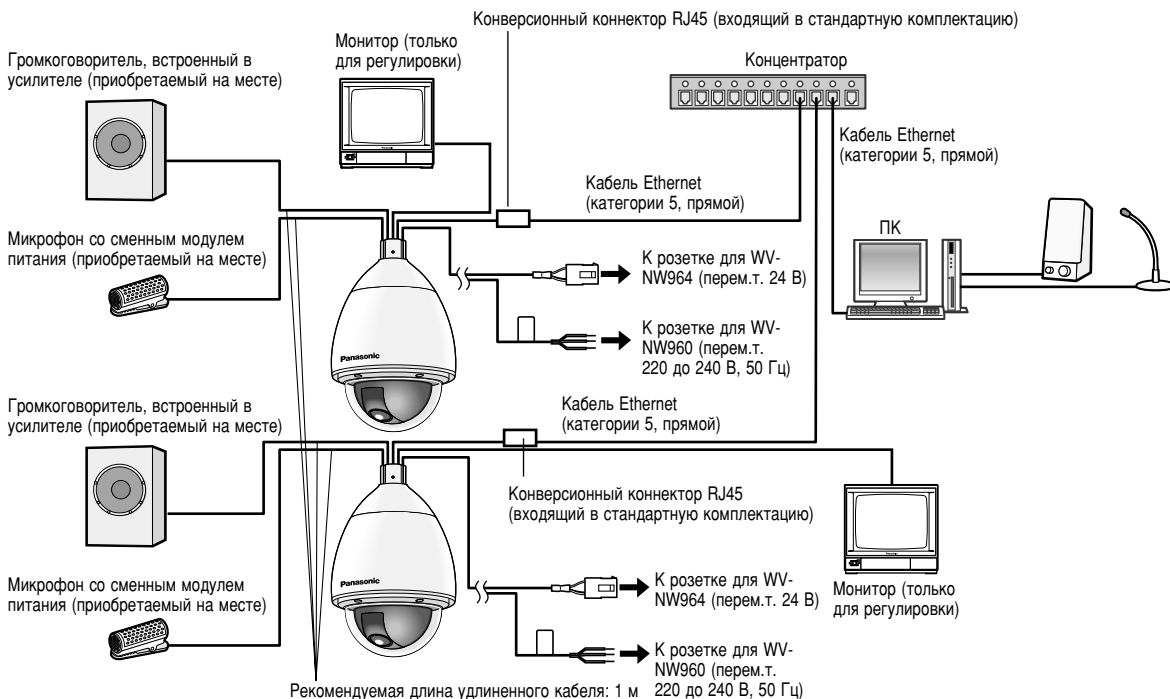 Конверсионный коннектор RJ45 (входящий в стандартную комплектацию)
Громкоговоритель, встроенный в
усилителе (приобретаемый на месте)
Монитор (только
для регулировки)
Концентратор
Кабель Ethernet
(категории 5, прямой)
Кабель Ethernet
(категории 5, прямой)
ПК
Микрофон со сменным модулем
питания (приобретаемый на месте)
К розетке для WV-
NW964 (перем.т. 24 В)
Panasonic
К розетке для WV-
NW960 (перем.т.
220 до 240 В, 50 Гц)
Громкоговоритель, встроенный в
усилителе (приобретаемый на месте)
Кабель Ethernet
(категории 5, прямой)
Конверсионный коннектор RJ45
(входящий в стандартную комплектацию)
Микрофон со сменным модулем
питания (приобретаемый на месте)
Panasonic
К розетке для WV-
NW964 (перем.т. 24 В)
Монитор (только
для регулировки)
К розетке для WV-
NW960 (перем.т.
220 до 240 В, 50 Гц)
Рекомендуемая длина удлиненного кабеля: 1 м